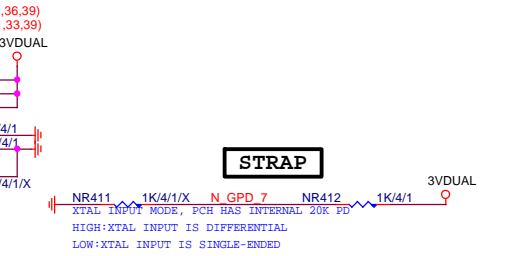 ,36,39)
,33,39)
3VDUAL
4/1
4/1
/4/1/X
STRAP
3VDUAL
NR411 1K/4/1/X N_GPD_7 NR412 1K/4/1
XTAL INPUT MODE, PCH HAS INTERNAL 20K PD
HIGH:XTAL INPUT IS DIFFERENTIAL
LOW:XTAL INPUT IS SINGLE-ENDED